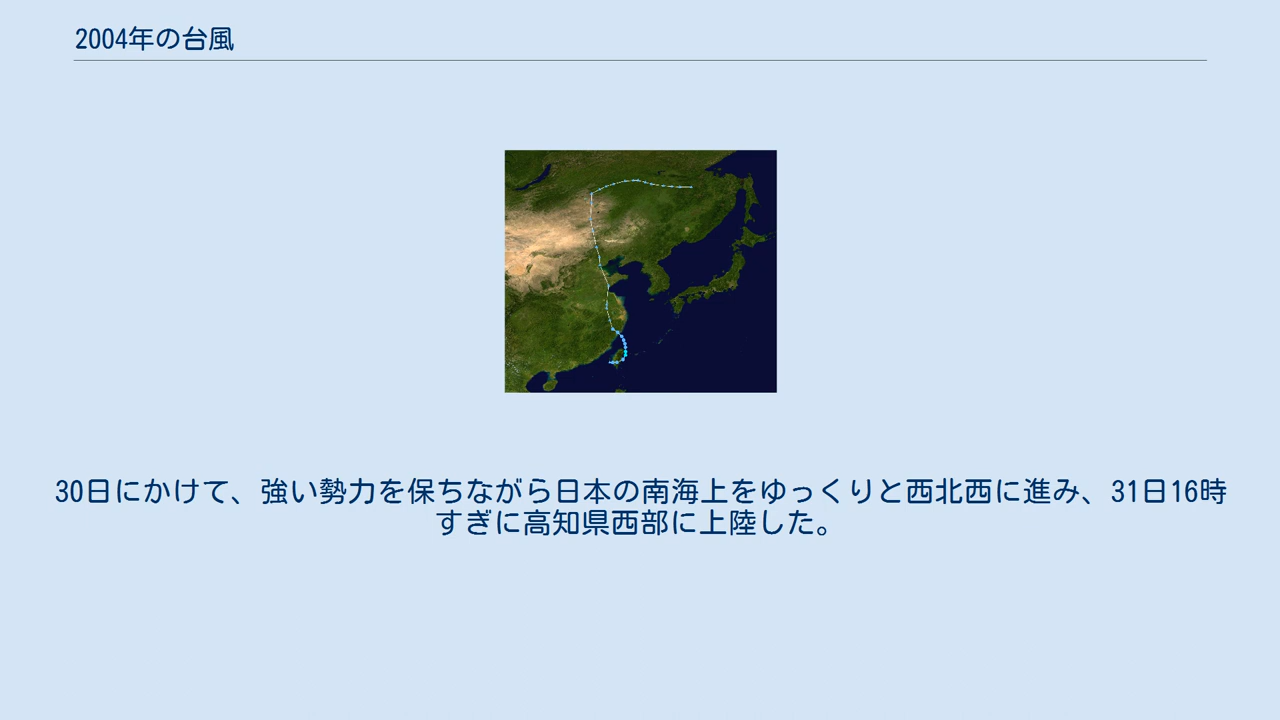 2004年の台風
30日にかけて、強い勢力を保ちながら日本の南海上をゆっくりと西北西に進み、31日16時
すぎに高知県西部に上陸した。